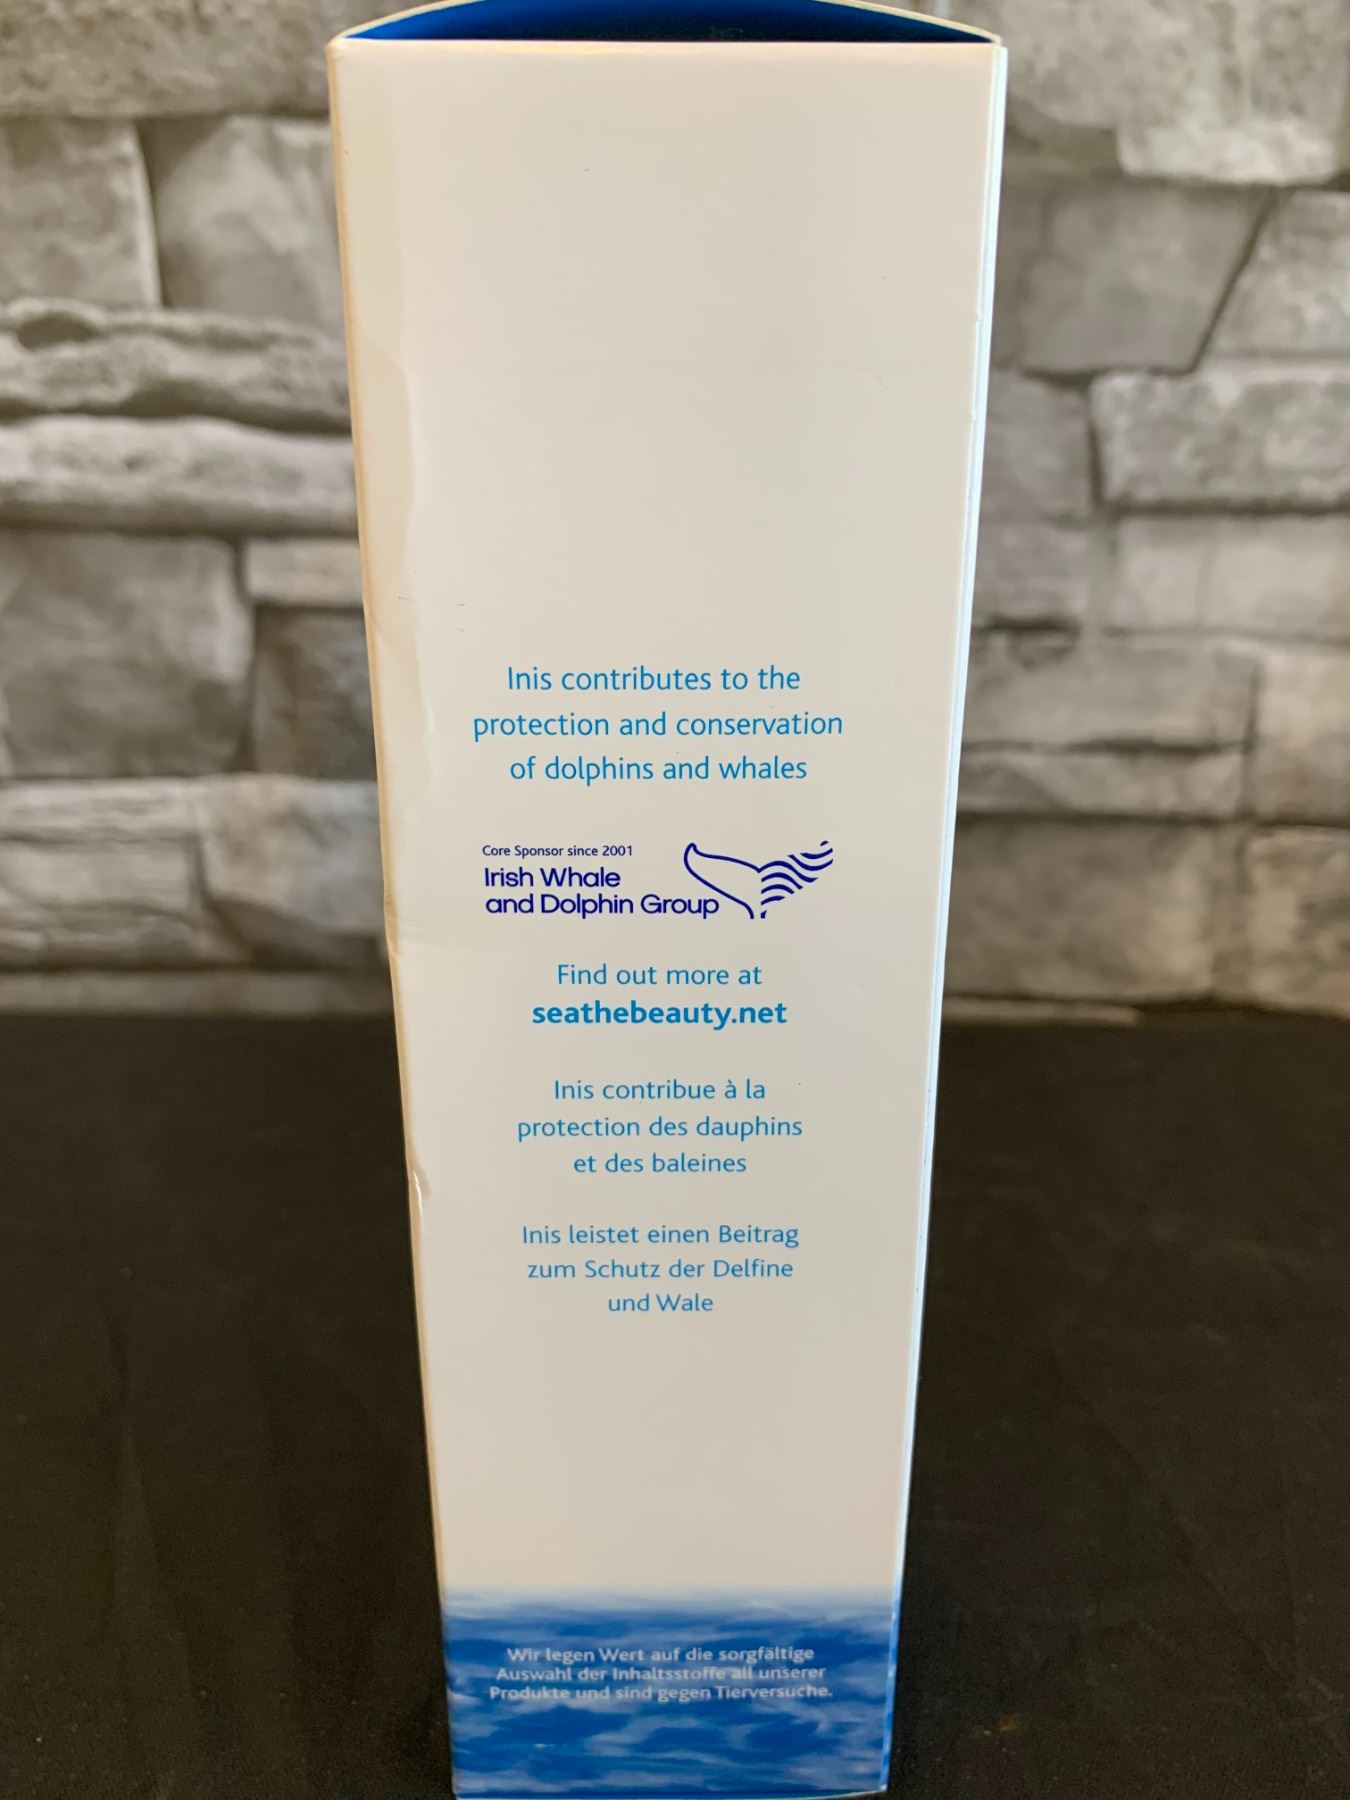 Inis contributes to the
protection and conservation
of dolphins and whales
Core Sponsor since 2001
Irish Whale
and Dolphin Group
Find out more at
seathebeauty.net
Inis contribue à la
protection des dauphins
et des baleines
Inis leistet einen Beitrag
zum Schutz der Delfine
und Wale
Wir legen Wert auf die sorgfältige
Auswahl der Inhaltsstoffe all unserer
Produkte und sind gegen Tierversuche.